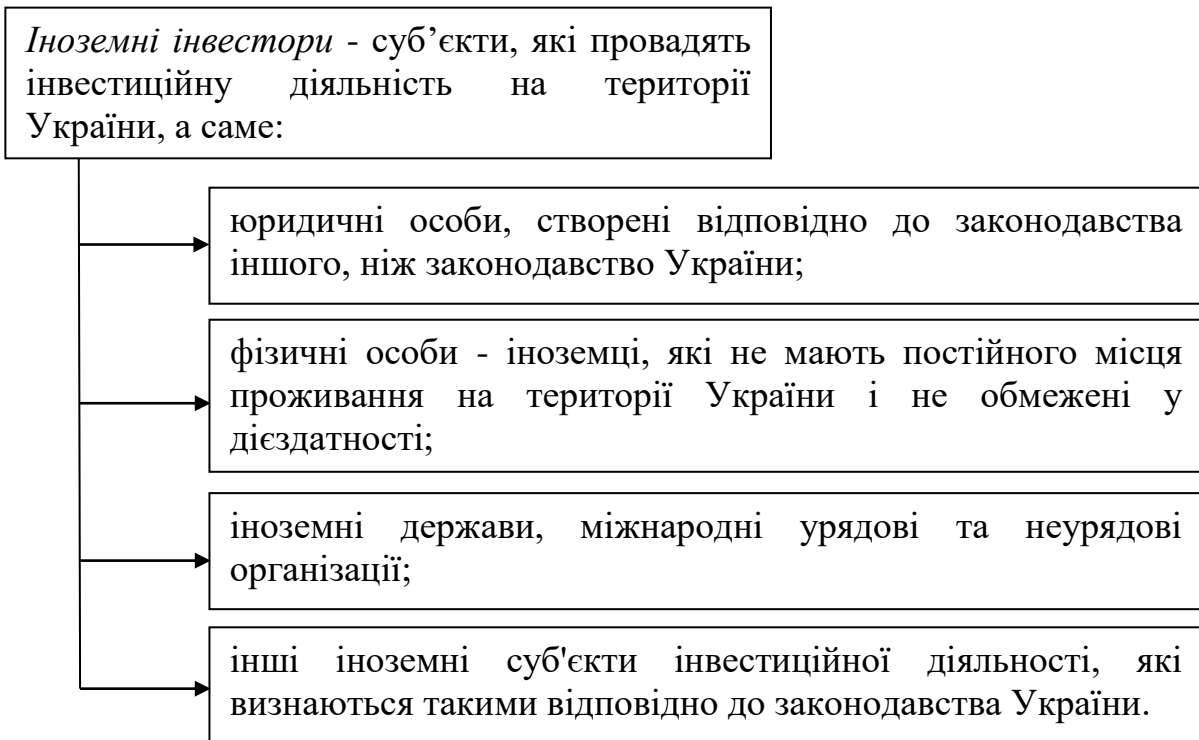 Іноземні інвестори - суб’єкти, які провадять
інвестиційну діяльність на території
України, а саме:
юридичні особи, створені відповідно до законодавства
іншого, ніж законодавство України;
фізичні особи - іноземці, які не мають постійного місця
проживання на території України і не обмежені у
дієздатності;
іноземні держави, міжнародні урядові та неурядові
організації;
інші іноземні суб'єкти інвестиційної діяльності, які
визнаються такими відповідно до законодавства України.